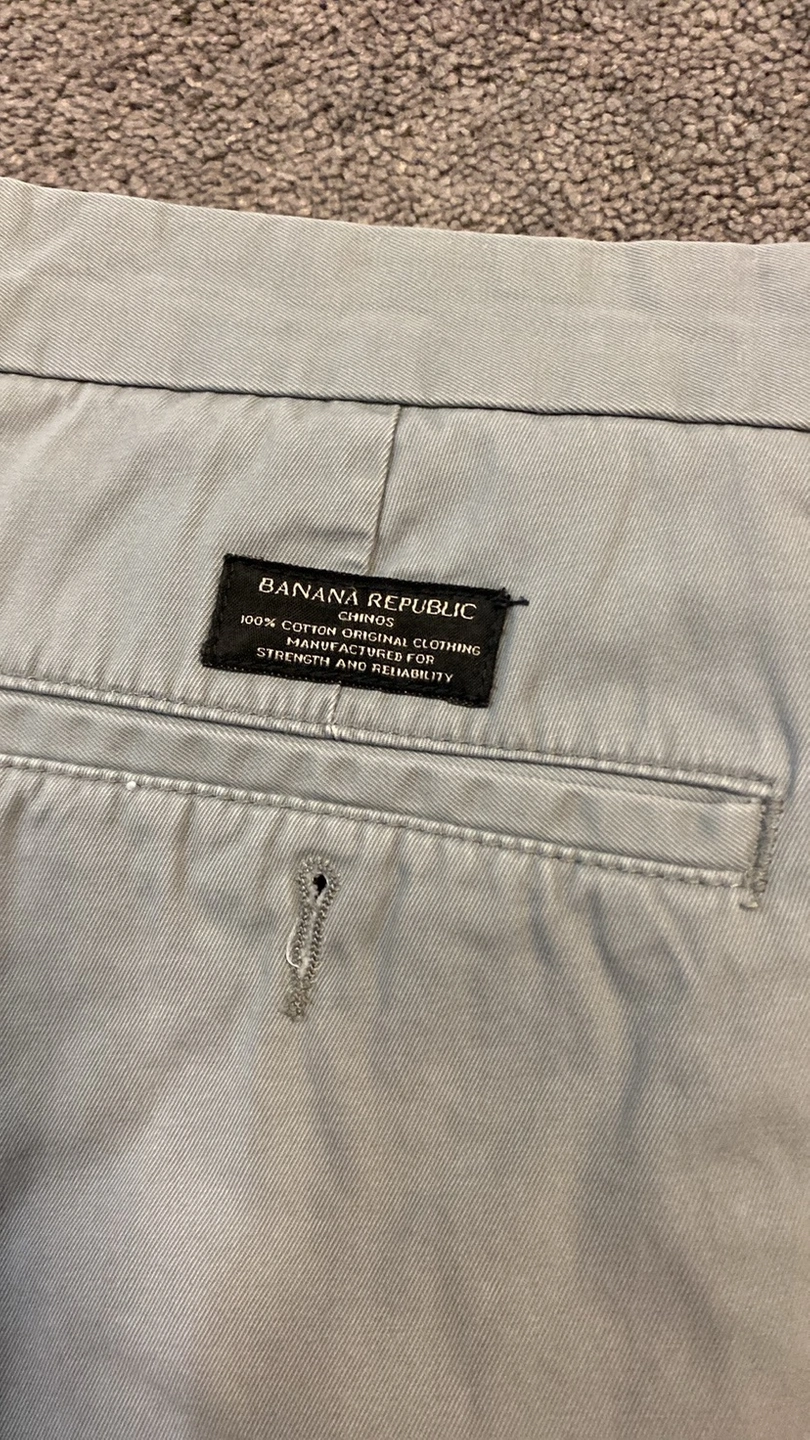 BANANA REPUBLIC
CHINOS
100% COTTON ORIGINAL CLOTHING
MANUFACTURED FOR
STRENGTH AND RELIABILITY